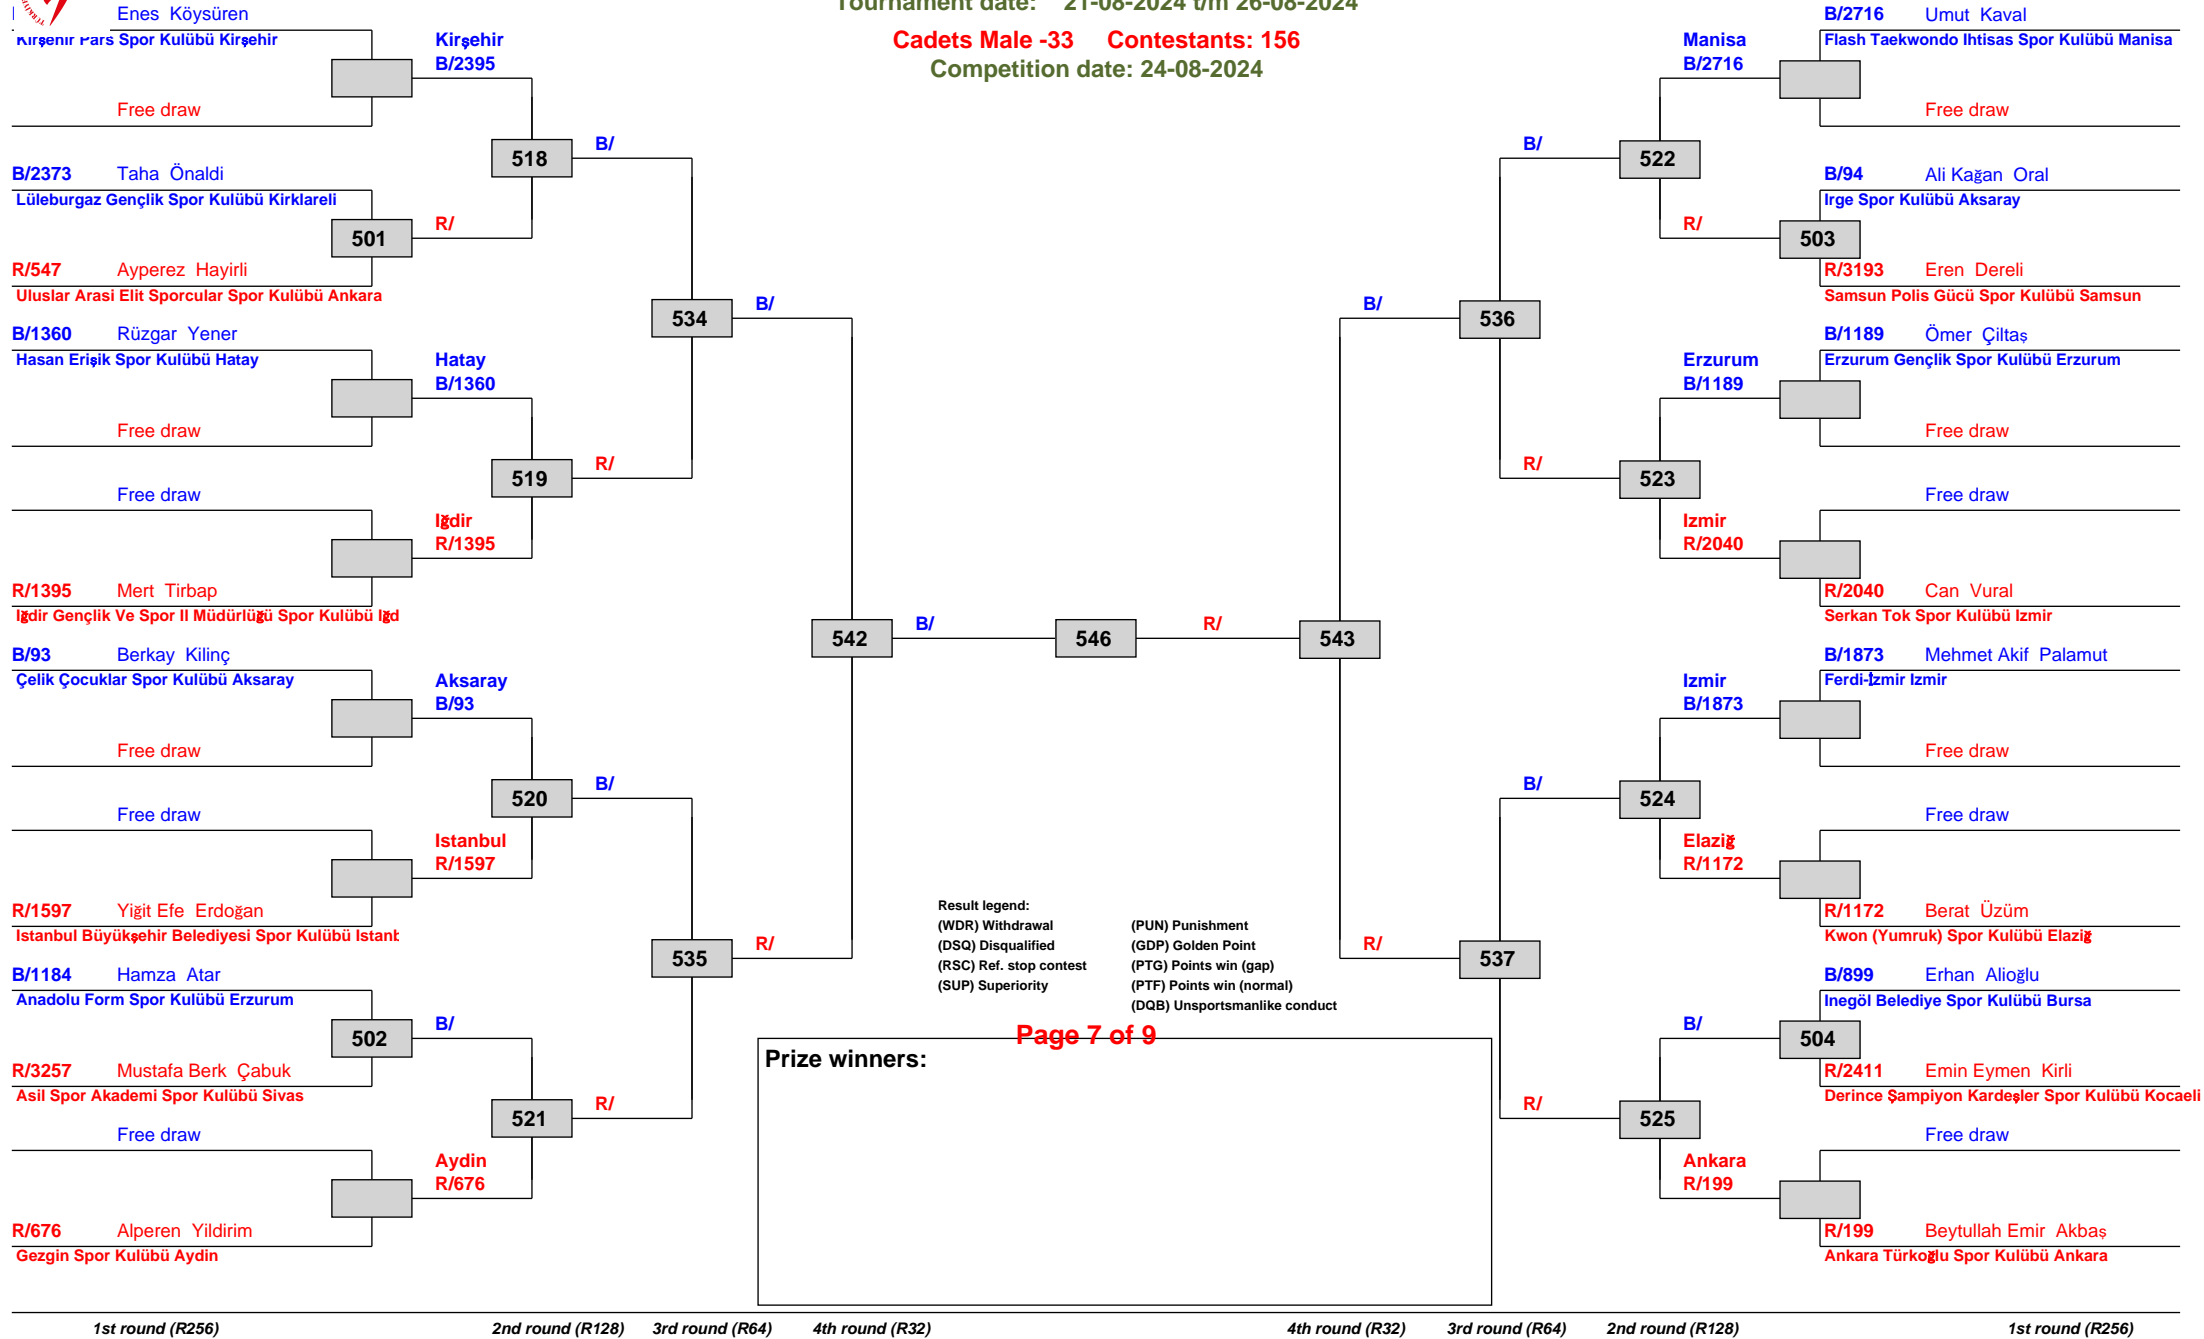 Tournament date: 21-08-2024 t/m 26-08-2024
Cadets Male -33 Contestants: 156
Competition date: 24-08-2024
Enes Köysüren
Kirşehir Pars Spor Kulübü Kirşehir
Free draw
B/2373 Taha Önaldi
Lüleburgaz Gençlik Spor Kulübü Kirklareli
501
R/547 Ayperez Hayirli
Uluslar Arasi Elit Sporcular Spor Kulübü Ankara
B/1360 Rüzgar Yener
Hasan Erişik Spor Kulübü Hatay
Free draw
Free draw
R/1395 Mert Tirbap
Iğdir Gençlik Ve Spor Il Müdürlüğü Spor Kulübü Iğd
B/93 Berkay Kilinç
Çelik Çocuklar Spor Kulübü Aksaray
Free draw
Free draw
R/1597 Yiğit Efe Erdoğan
Istanbul Büyükşehir Belediyesi Spor Kulübü Istanb
B/1184 Hamza Atar
Anadolu Form Spor Kulübü Erzurum
502
R/3257 Mustafa Berk Çabuk
Asil Spor Akademi Spor Kulübü Sivas
Free draw
R/676 Alperen Yildirim
Gezgin Spor Kulübü Aydin
Kirşehir
B/2395
518
R/
Hatay
B/1360
519
Iğdir
R/1395
Aksaray
B/93
520
Istanbul
R/1597
B/
521
Aydin
R/676
B/
534
R/
B/
535
R/
B/
542
R/
B/
546
R/
543
B/
R/
536
B/
R/
537
B/
R/
Manisa
B/2716
522
R/
Erzurum
B/1189
523
Izmir
R/2040
Izmir
B/1873
524
Elaziğ
R/1172
B/
525
Ankara
R/199
B/2716 Umut Kaval
Flash Taekwondo Ihtisas Spor Kulübü Manisa
Free draw
B/94 Ali Kağan Oral
Irge Spor Kulübü Aksaray
503
R/3193 Eren Dereli
Samsun Polis Gücü Spor Kulübü Samsun
B/1189 Ömer Çiltaş
Erzurum Gençlik Spor Kulübü Erzurum
Free draw
Free draw
R/2040 Can Vural
Serkan Tok Spor Kulübü Izmir
B/1873 Mehmet Akif Palamut
Ferdi-İzmir Izmir
Free draw
Free draw
R/1172 Berat Üzüm
Kwon (Yumruk) Spor Kulübü Elaziğ
B/899 Erhan Alioğlu
Inegöl Belediye Spor Kulübü Bursa
504
R/2411 Emin Eymen Kirli
Derince Şampiyon Kardeşler Spor Kulübü Kocaeli
Free draw
R/199 Beytullah Emir Akbaş
Ankara Türkoğlu Spor Kulübü Ankara
Result legend:
(WDR) Withdrawal (PUN) Punishment
(DSQ) Disqualified (GDP) Golden Point
(RSC) Ref. stop contest (PTG) Points win (gap)
(SUP) Superiority (PTF) Points win (normal)
(DQB) Unsportsmanlike conduct
Page 7 of 9
Prize winners:
1st round (R256) 2nd round (R128) 3rd round (R64) 4th round (R32) 4th round (R32) 3rd round (R64) 2nd round (R128) 1st round (R256)